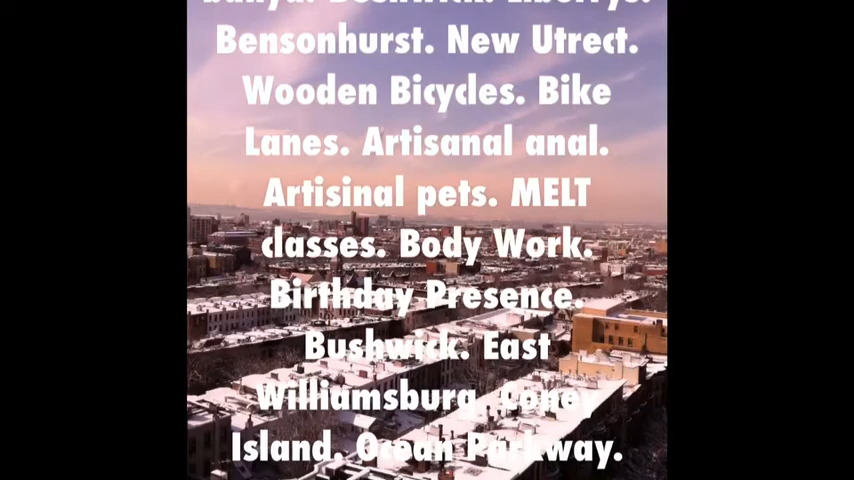 Bensonhurst. New Utrect.
Wooden Bicycles. Bike
Lanes. Artisanal anal.
Artisinal pets. MELT
classes. Body Work.
Birthday Presence.
Bushwick. East
Williamsburg. Coney
Island. Ocean Parkway.